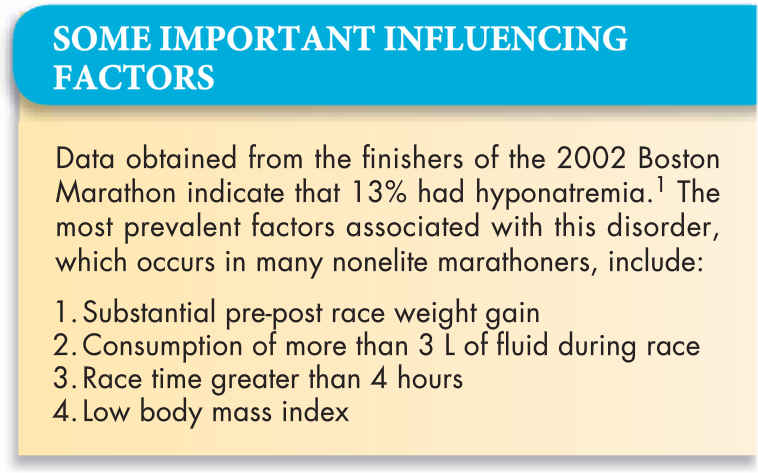 SOME IMPORTANT INFLUENCING
FACTORS
Data obtained from the finishers of the 2002 Boston
Marathon indicate that 13% had hyponatremia.1 The
most prevalent factors associated with this disorder,
which occurs in many nonelite marathoners, include:
1. Substantial pre-post race weight gain
2. Consumption of more than 3 L of fluid during race
3. Race time greater than 4 hours
4. Low body mass index